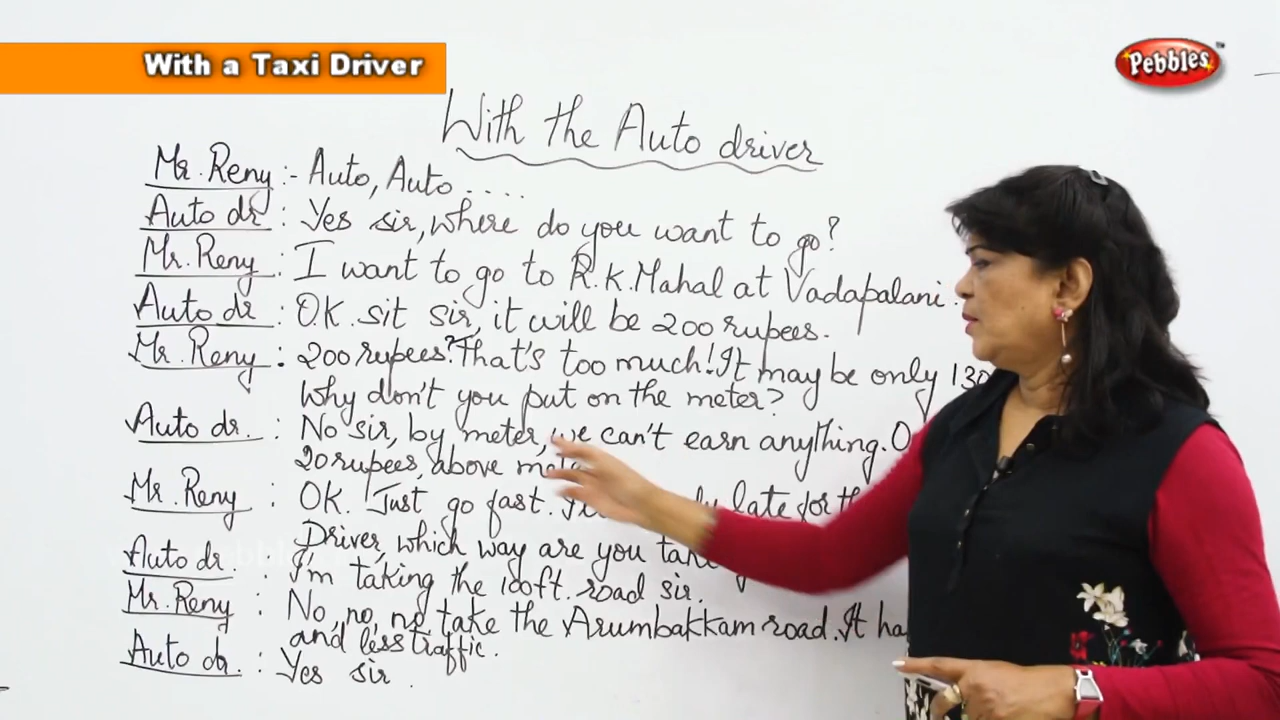 With a Taxi Driver
Pebbles
TM
With the Auto driver
Mr. Reny :- Auto, Auto . . . .
Auto dr : Yes sir, where do you want to go?
Mr. Reny : I want to go to R.K. Mahal at Vadapalani.
Auto dr : O.K. sit sir, it will be 200 rupees.
Mr. Reny : 200 rupees? That's too much! It may be only 130
Why don't you put on the meter?
Auto dr. : No sir, by meter, we can't earn anything.
20 rupees, above
Mr. Reny : OK. Just go fast. late for
Driver, which way are you
Auto dr. : I'm taking the 100ft. road sir.
Mr. Reny : No, no, no take the Arumbakkam road. It
and less traffic.
Auto dr. : Yes sir .